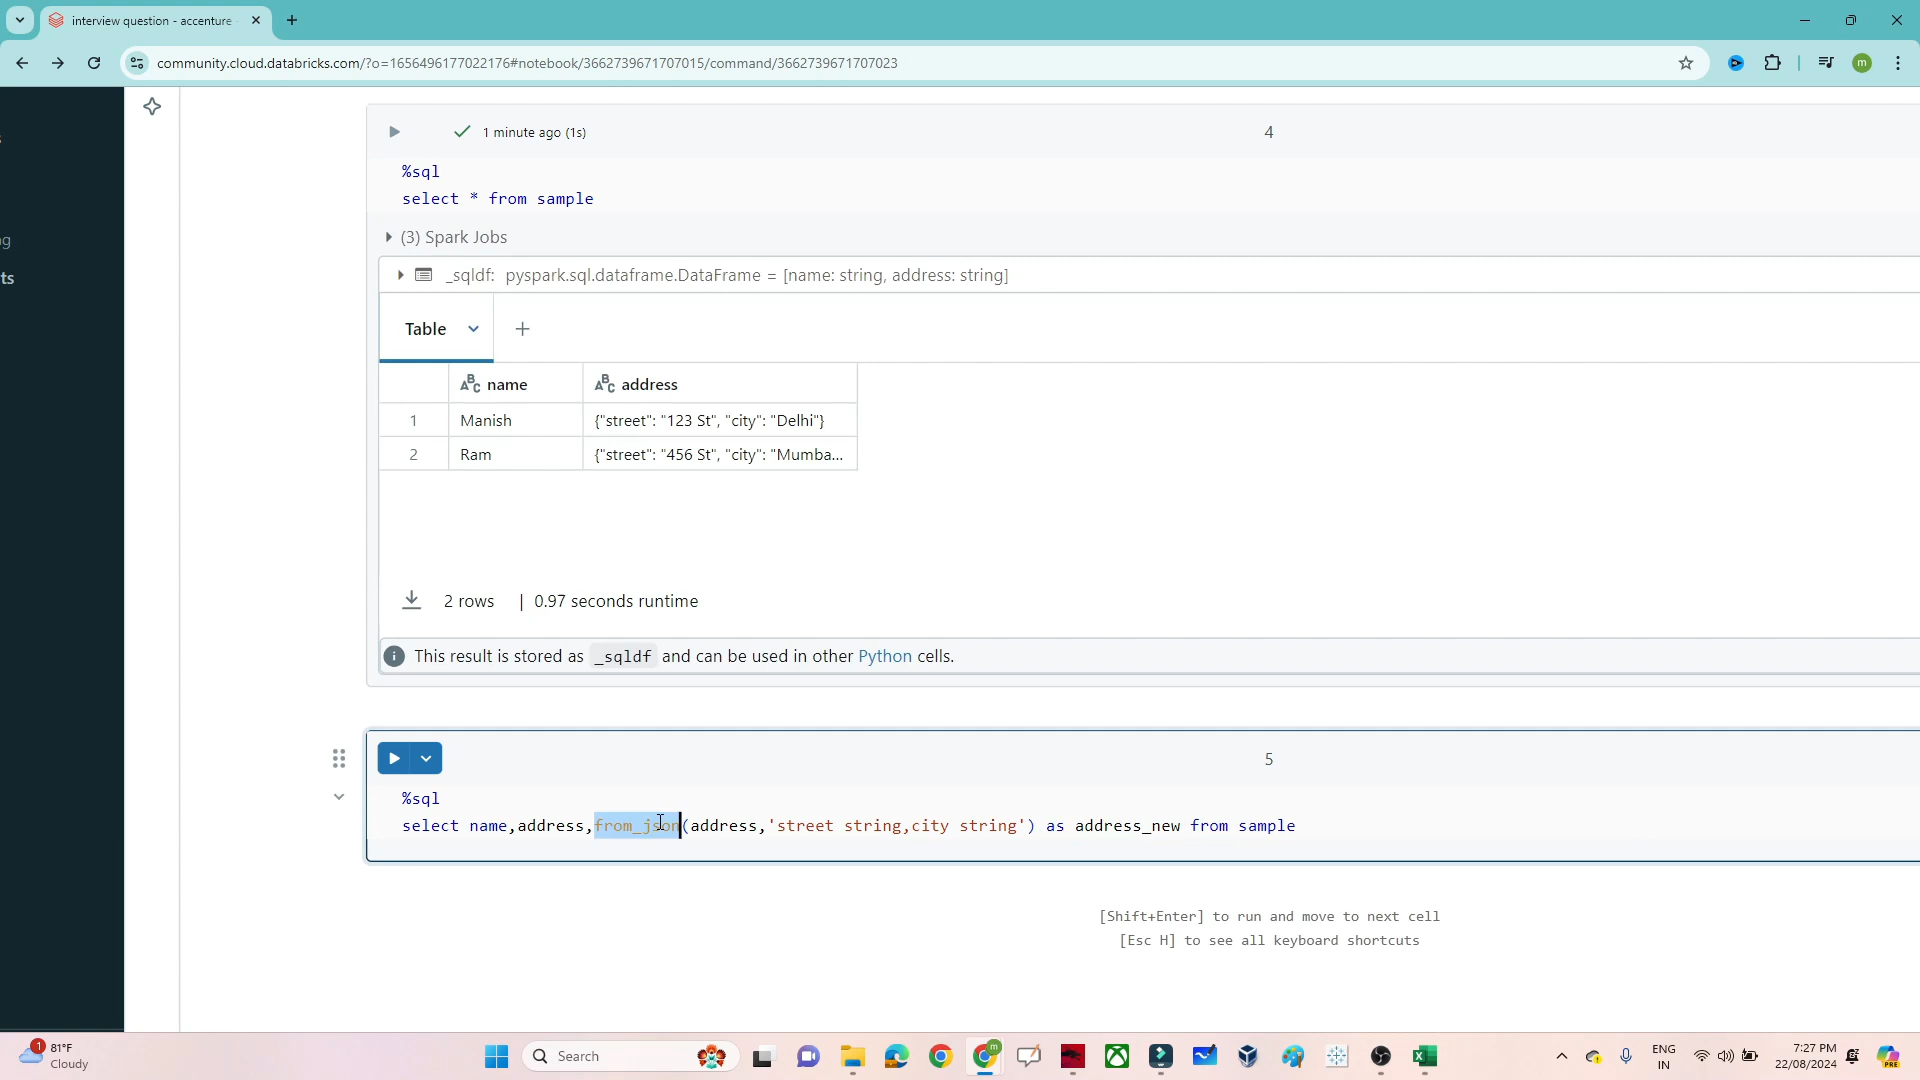 interview question - accenture
community.cloud.databricks.com/?o=1656496177022176#notebook/3662739671707015/command/3662739671707023
m
s
ng
ts
1 minute ago (1s)
4
%sql
select * from sample
(3) Spark Jobs
_sqldf: pyspark.sql.dataframe.DataFrame = [name: string, address: string]
Table
name address
1 Manish {"street": "123 St", "city": "Delhi"}
2 Ram {"street": "456 St", "city": "Mumba...
2 rows | 0.97 seconds runtime
This result is stored as _sqldf and can be used in other Python cells.
5
%sql
select name,address,from_json(address,'street string,city string') as address_new from sample
[Shift+Enter] to run and move to next cell
[Esc H] to see all keyboard shortcuts
1
81°F
Cloudy
Search
m
ENG
IN
7:27 PM
22/08/2024
PRE